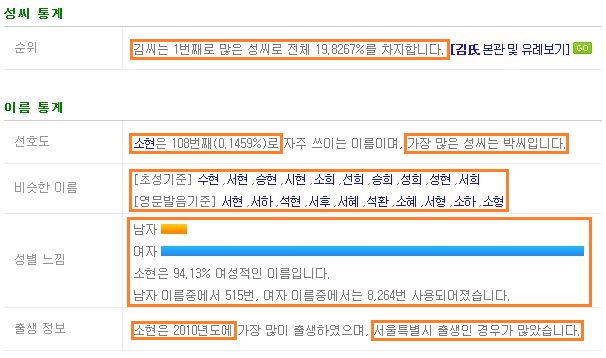 성씨 통계
순위
김씨는 1번째로 많은 성씨로 전체 19.8267%를 차지합니다. [김氏 본관 및 유례보기] GO
이름 통계
선호도
소현은 108번째(0.1459%)로 자주 쓰이는 이름이며, 가장 많은 성씨는 박씨입니다.
비슷한 이름
[초성기준] 수현 ,서현 ,승현 ,시현 ,소희 ,선희 ,승희 ,성희 ,성현 ,서희
[영문발음기준] 서현 ,서하 ,석현 ,서후 ,서혜 ,석환 ,소혜 ,서형 ,소하 ,소형
성별 느낌
남자
여자
소현은 94.13% 여성적인 이름입니다.
남자 이름중에서 515번, 여자 이름중에서는 8,264번 사용되어졌습니다.
출생 정보
소현은 2010년도에 가장 많이 출생하였으며, 서울특별시 출생인 경우가 많았습니다.